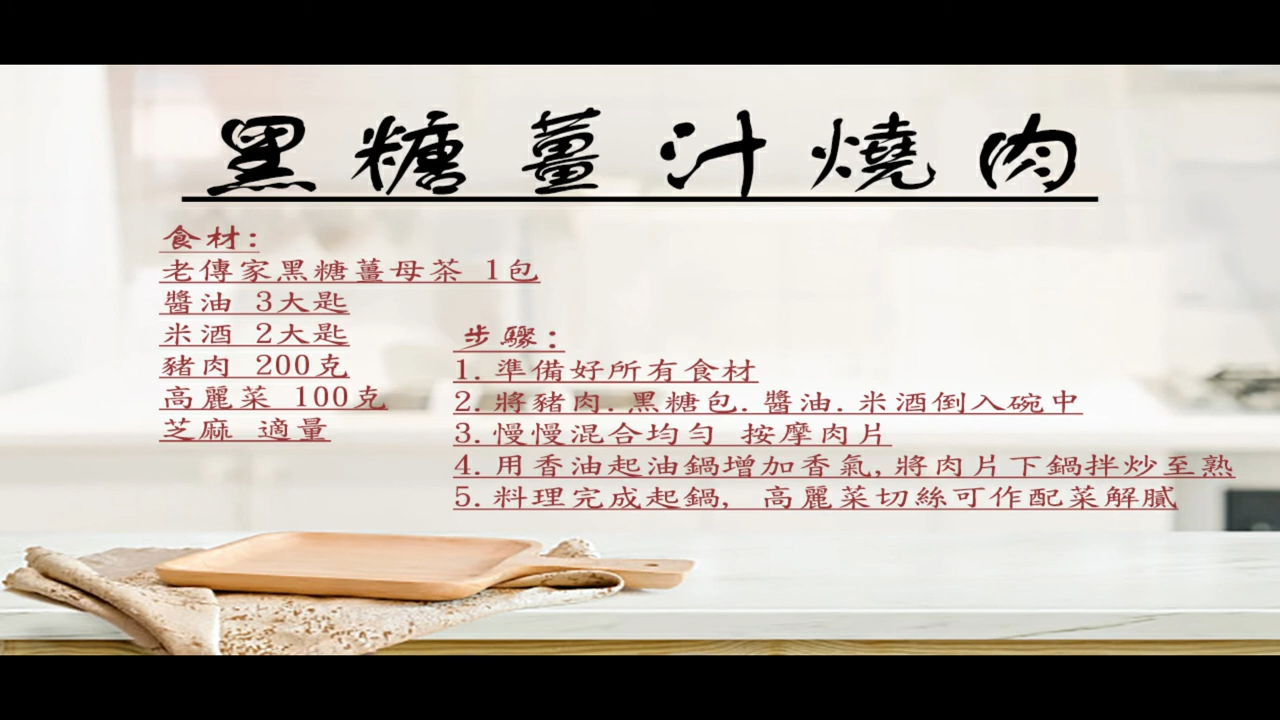 黑糖薑汁燒肉
食材:
老傳家黑糖薑母茶 1包
醬油 3大匙
米酒 2大匙
豬肉 200克
高麗菜 100克
芝麻 適量
步驟:
1.準備好所有食材
2.將豬肉.黑糖包.醬油.米酒倒入碗中
3.慢慢混合均勻 按摩肉片
4.用香油起油鍋增加香氣,將肉片下鍋拌炒至熟
5.料理完成起鍋, 高麗菜切絲可作配菜解膩